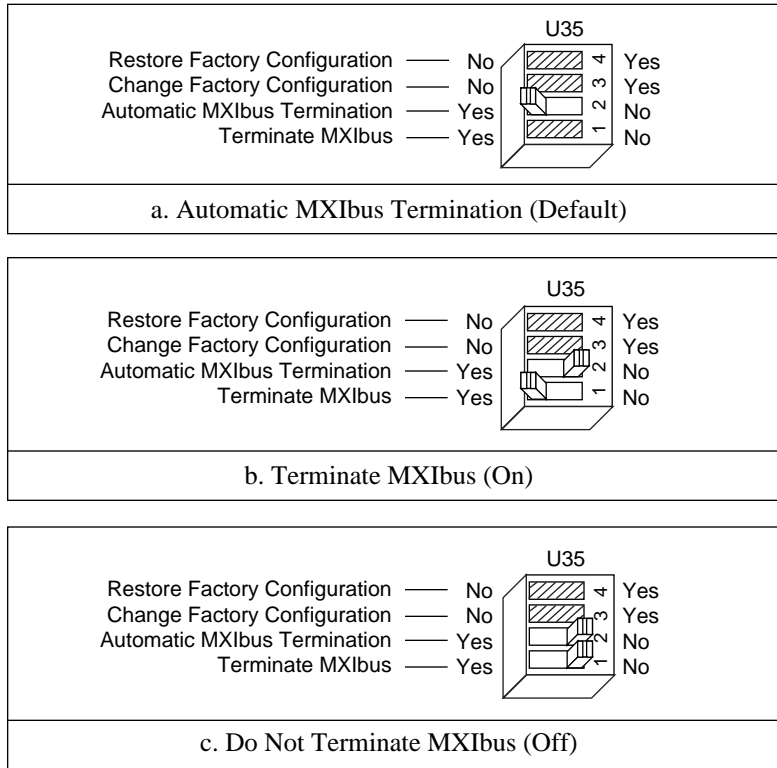 U35
Restore Factory Configuration No 4 Yes
Change Factory Configuration No 3 Yes
Automatic MXIbus Termination Yes 2 No
Terminate MXIbus Yes 1 No
a. Automatic MXIbus Termination (Default)
U35
Restore Factory Configuration No 4 Yes
Change Factory Configuration No 3 Yes
Automatic MXIbus Termination Yes 2 No
Terminate MXIbus Yes 1 No
b. Terminate MXIbus (On)
U35
Restore Factory Configuration No 4 Yes
Change Factory Configuration No 3 Yes
Automatic MXIbus Termination Yes 2 No
Terminate MXIbus Yes 1 No
c. Do Not Terminate MXIbus (Off)